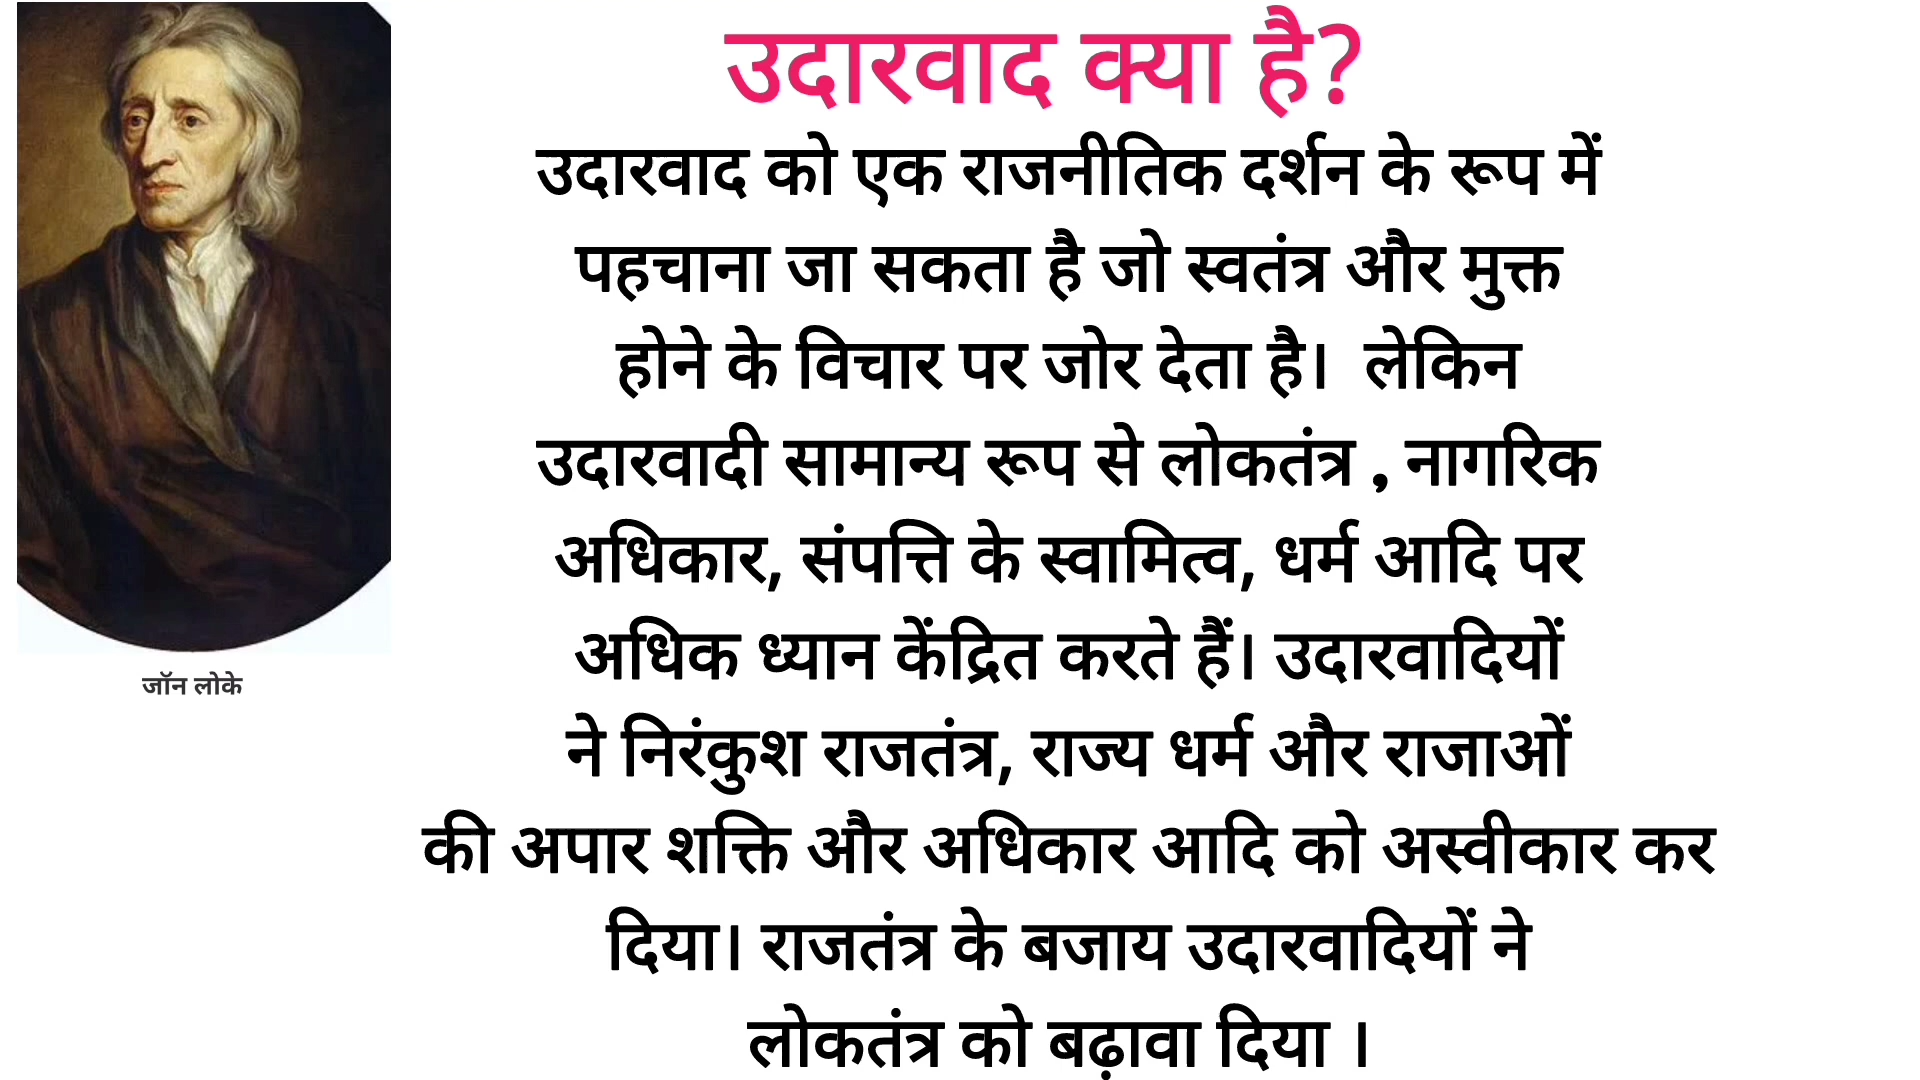 उदारवाद क्या है?
उदारवाद को एक राजनीतिक दर्शन के रूप में
पहचाना जा सकता है जो स्वतंत्र और मुक्त
होने के विचार पर जोर देता है। लेकिन
उदारवादी सामान्य रूप से लोकतंत्र , नागरिक
अधिकार, संपत्ति के स्वामित्व, धर्म आदि पर
अधिक ध्यान केंद्रित करते हैं। उदारवादियों
ने निरंकुश राजतंत्र, राज्य धर्म और राजाओं
की अपार शक्ति और अधिकार आदि को अस्वीकार कर
दिया। राजतंत्र के बजाय उदारवादियों ने
लोकतंत्र को बढ़ावा दिया ।
जॉन लोके